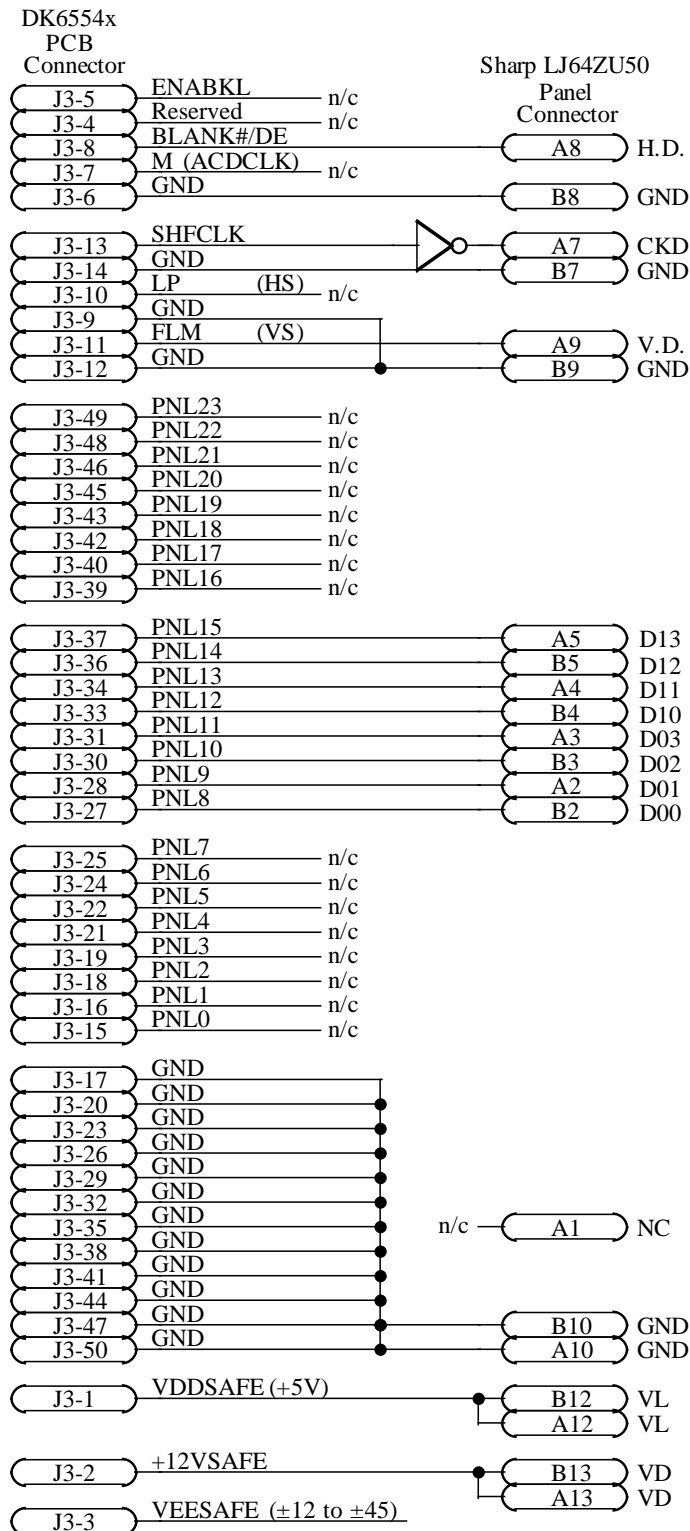 DK6554x
PCB
Connector
Sharp LJ64ZU50
Panel
Connector
J3-5 ENABKL n/c
J3-4 Reserved n/c
J3-8 BLANK#/DE A8 H.D.
J3-7 M (ACDCLK) n/c
J3-6 GND B8 GND
J3-13 SHFCLK A7 CKD
J3-14 GND B7 GND
J3-10 LP (HS) n/c
J3-9 GND
J3-11 FLM (VS) A9 V.D.
J3-12 GND B9 GND
J3-49 PNL23 n/c
J3-48 PNL22 n/c
J3-46 PNL21 n/c
J3-45 PNL20 n/c
J3-43 PNL19 n/c
J3-42 PNL18 n/c
J3-40 PNL17 n/c
J3-39 PNL16 n/c
J3-37 PNL15 A5 D13
J3-36 PNL14 B5 D12
J3-34 PNL13 A4 D11
J3-33 PNL12 B4 D10
J3-31 PNL11 A3 D03
J3-30 PNL10 B3 D02
J3-28 PNL9 A2 D01
J3-27 PNL8 B2 D00
J3-25 PNL7 n/c
J3-24 PNL6 n/c
J3-22 PNL5 n/c
J3-21 PNL4 n/c
J3-19 PNL3 n/c
J3-18 PNL2 n/c
J3-16 PNL1 n/c
J3-15 PNL0 n/c
J3-17 GND
J3-20 GND
J3-23 GND
J3-26 GND
J3-29 GND
J3-32 GND
J3-35 GND n/c A1 NC
J3-38 GND
J3-41 GND
J3-44 GND
J3-47 GND B10 GND
J3-50 GND A10 GND
J3-1 VDDSAFE (+5V) B12 VL
A12 VL
J3-2 +12VSAFE B13 VD
A13 VD
J3-3 VEESAFE (±12 to ±45)